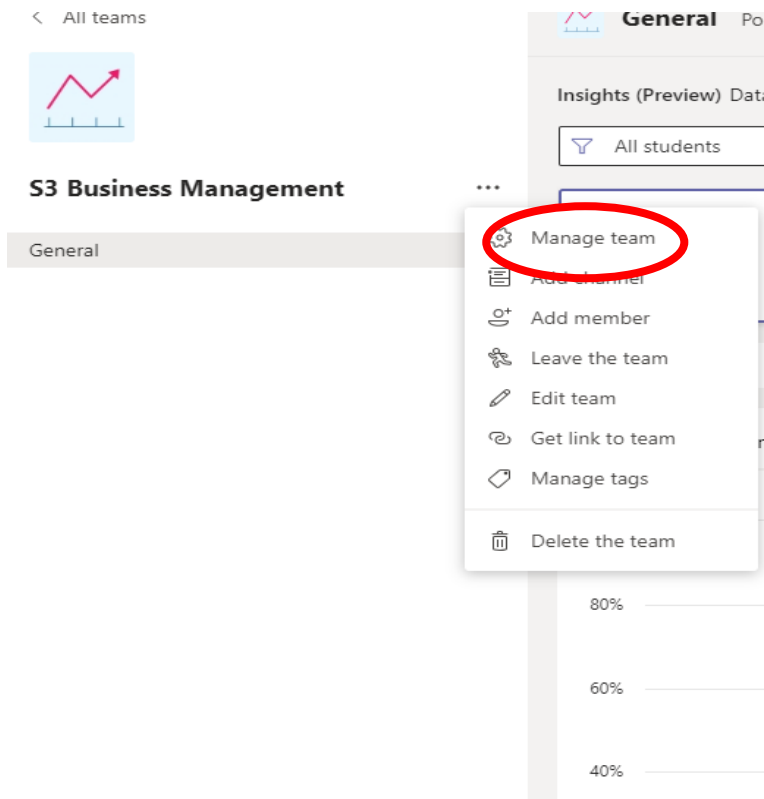 All teams
General Po
Insights (Preview) Data
All students
S3 Business Management
General
Manage team
Add channel
Add member
Leave the team
Edit team
Get link to team
Manage tags
Delete the team
80%
60%
40%